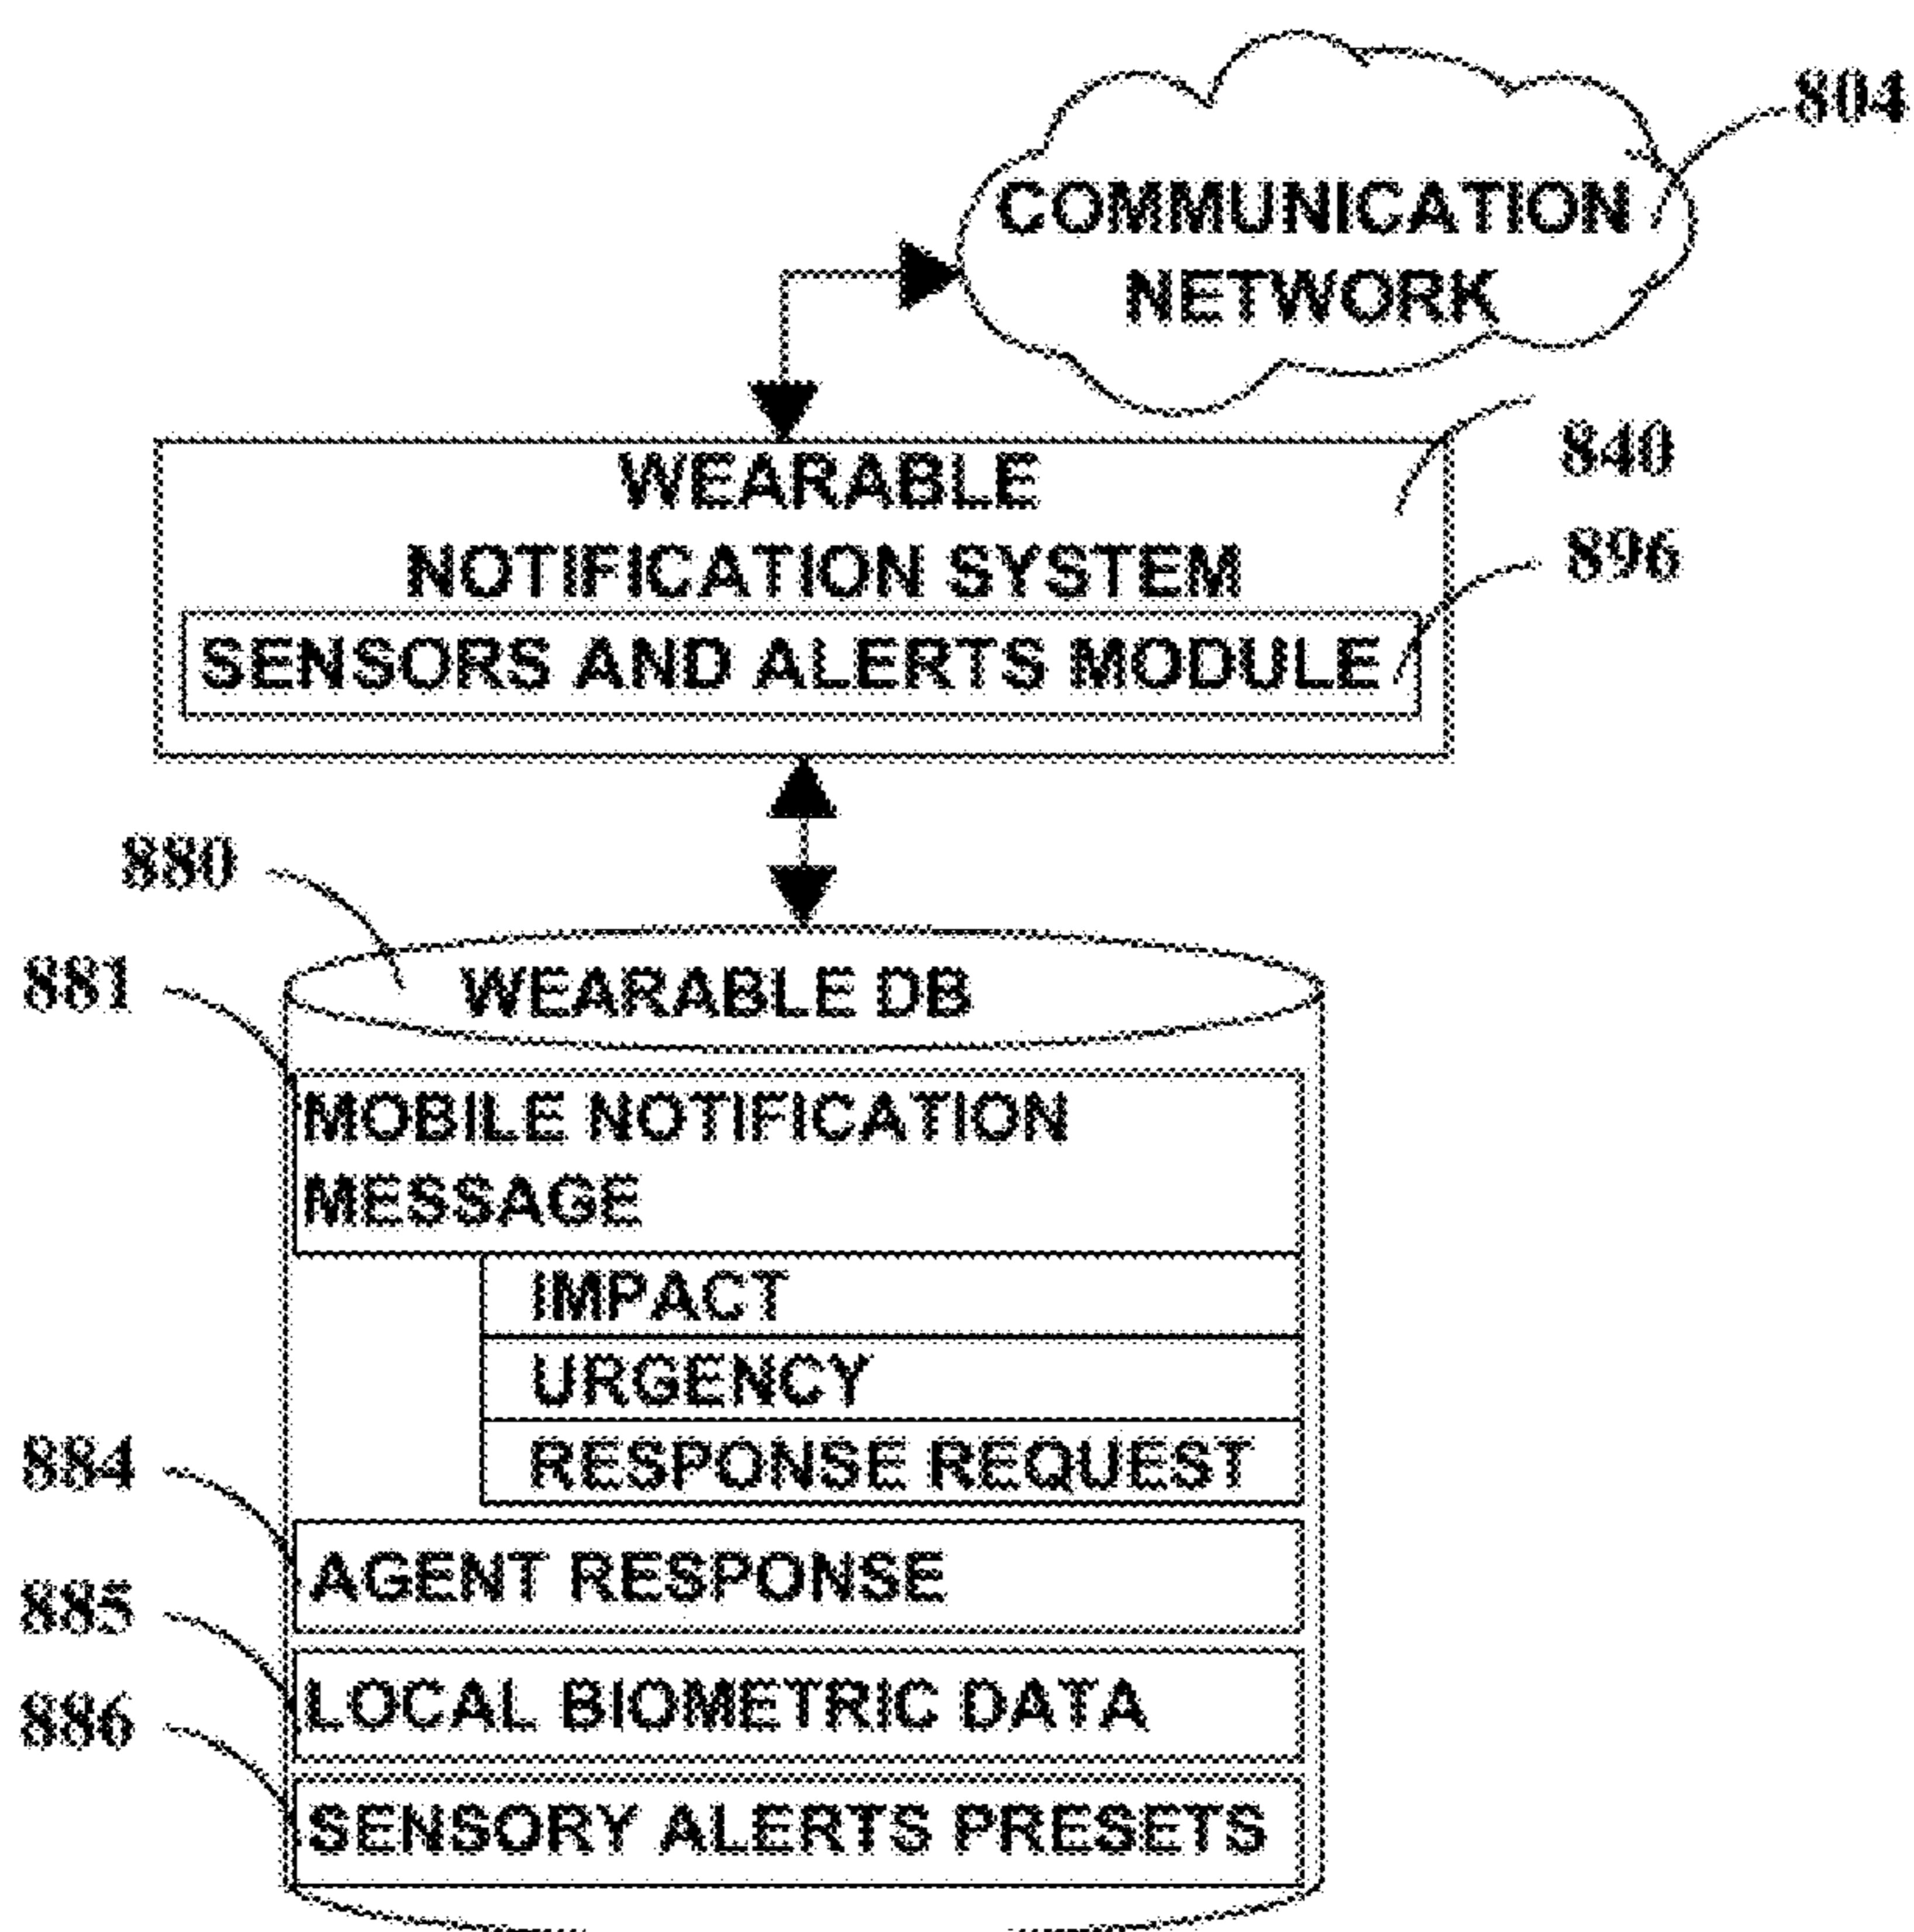 804
COMMUNICATION
NETWORK
840
WEARABLE
NOTIFICATION SYSTEM
896
SENSORS AND ALERTS MODULE
880
881
WEARABLE DB
MOBILE NOTIFICATION
MESSAGE
IMPACT
URGENCY
884
RESPONSE REQUEST
AGENT RESPONSE
885
LOCAL BIOMETRIC DATA
886
SENSORY ALERTS PRESETS